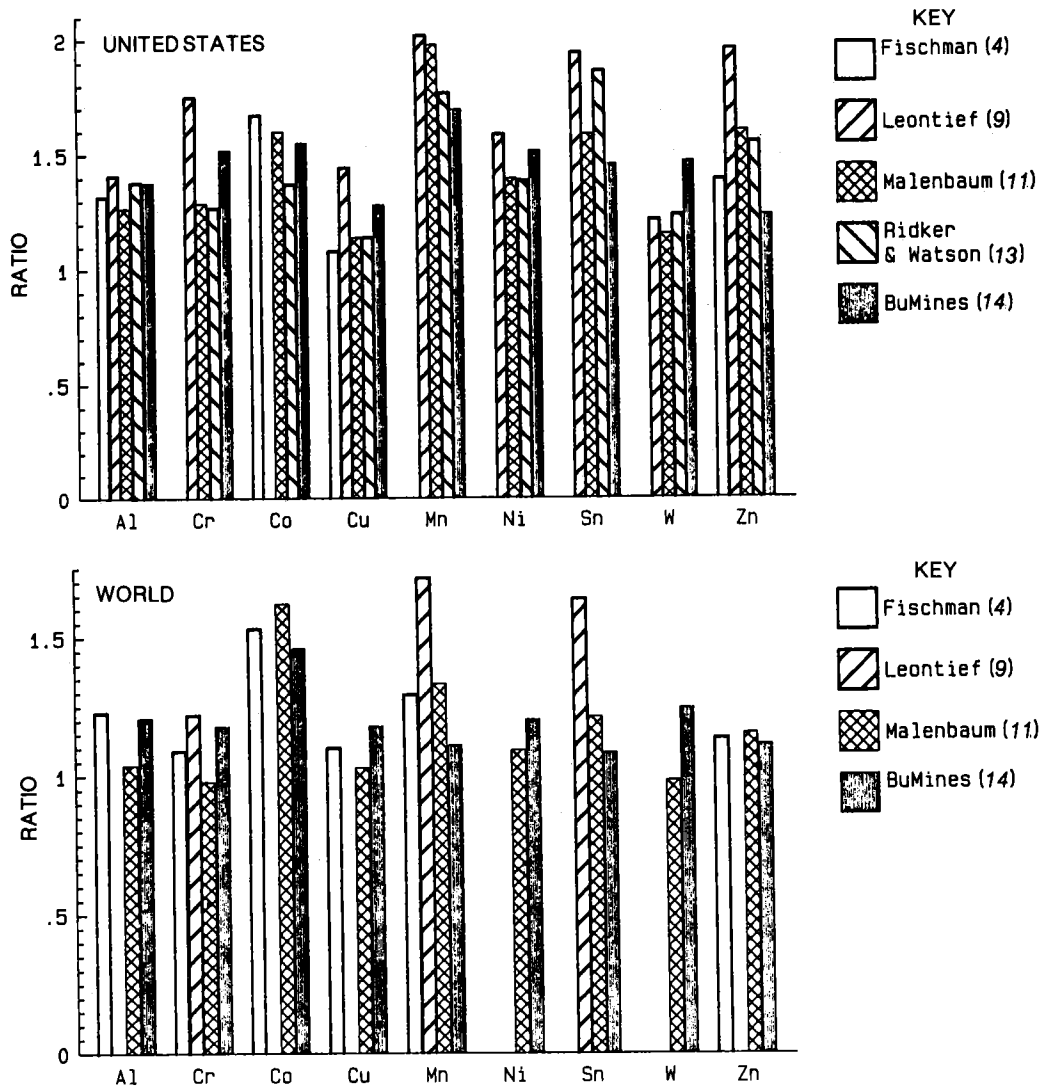 UNITED STATES
RATIO
2
1.5
1
.5
0
Al Cr Co Cu Mn Ni Sn W Zn
KEY
Fischman (4)
Leontief (9)
Malenbaum (11)
Ridker
& Watson (13)
BuMines (14)
WORLD
RATIO
1.5
1
.5
0
Al Cr Co Cu Mn Ni Sn W Zn
KEY
Fischman (4)
Leontief (9)
Malenbaum (11)
BuMines (14)